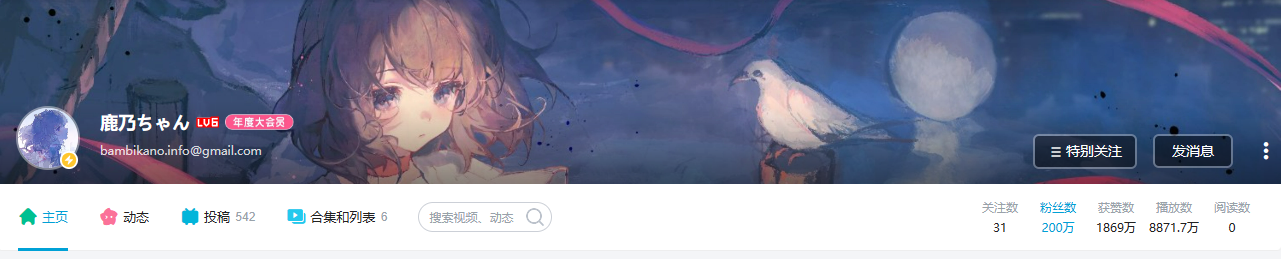 鹿乃ちゃん LV6 年度大会员
bambikano.info@gmail.com
特别关注 发消息
主页 动态 投稿 542 合集和列表 6 搜索视频、动态
关注数 粉丝数 获赞数 播放数 阅读数
31 200万 1869万 8871.7万 0